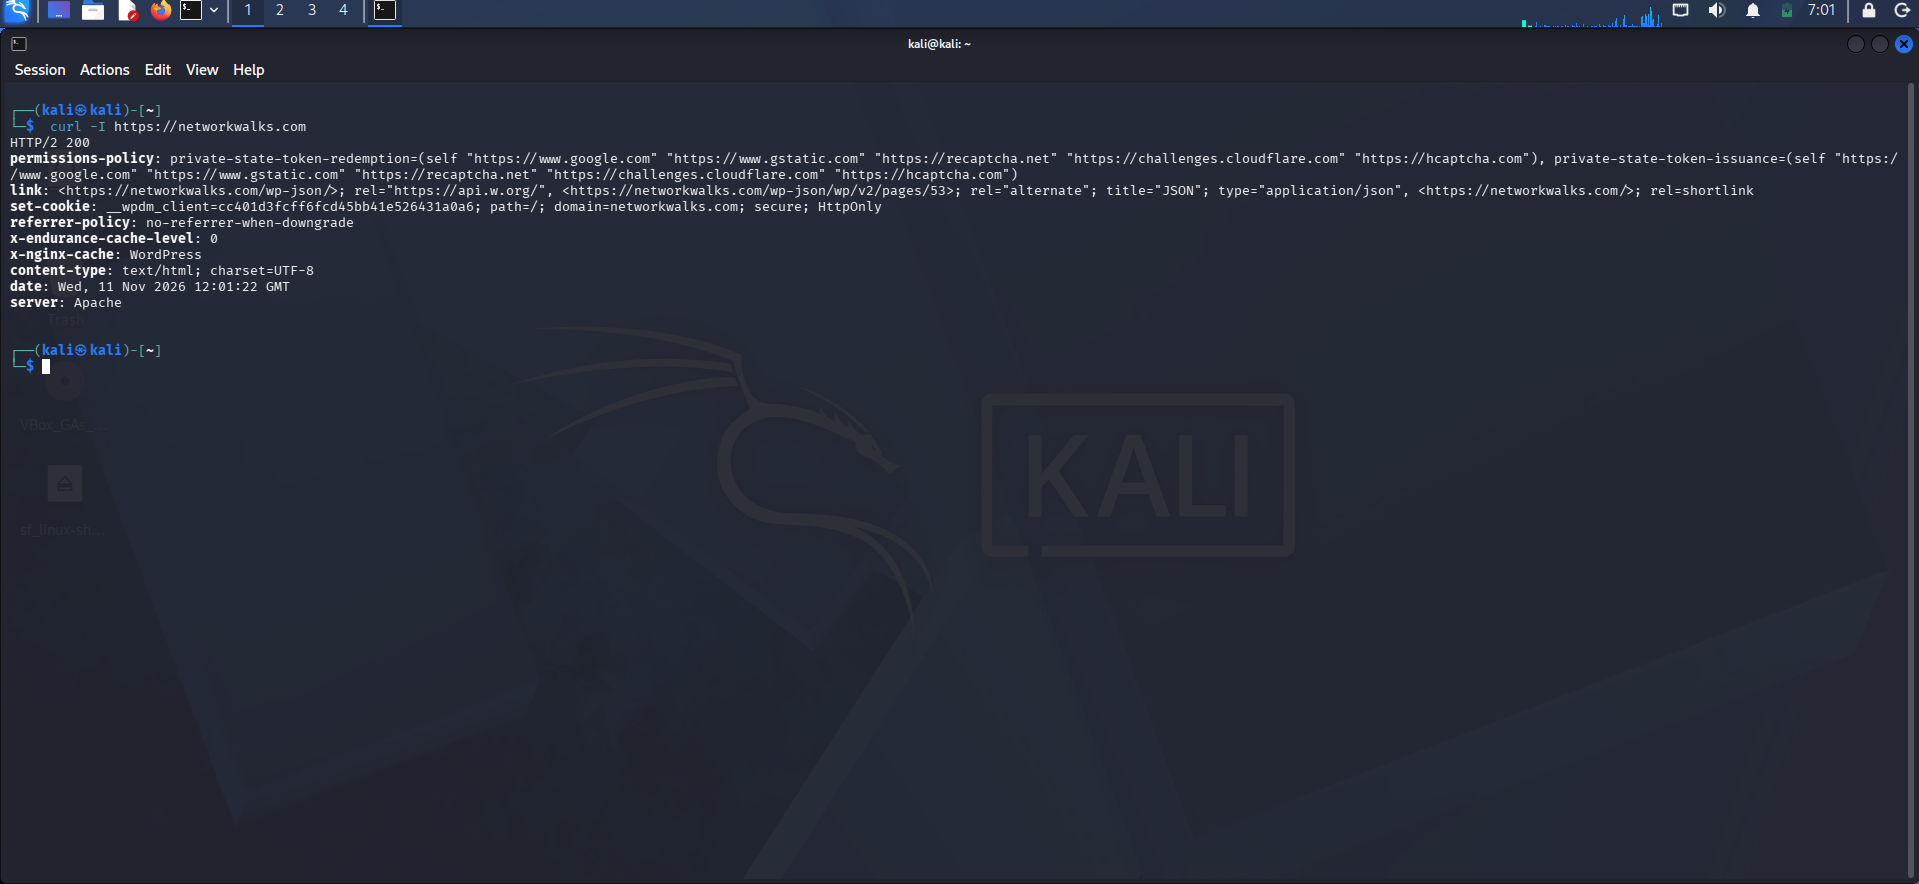 1 2 3 4 7:01
kali@kali: ~
Session Actions Edit View Help
┌──(kali㉿kali)-[~]
└─$ curl -I https://networkwalks.com
HTTP/2 200
permissions-policy: private-state-token-redemption=(self "https://www.google.com" "https://www.gstatic.com" "https://recaptcha.net" "https://challenges.cloudflare.com" "https://hcaptcha.com"), private-state-token-issuance=(self "https:/
/www.google.com" "https://www.gstatic.com" "https://recaptcha.net" "https://challenges.cloudflare.com" "https://hcaptcha.com")
link: <https://networkwalks.com/wp-json/>; rel="https://api.w.org/", <https://networkwalks.com/wp-json/wp/v2/pages/53>; rel="alternate"; title="JSON"; type="application/json", <https://networkwalks.com/>; rel=shortlink
set-cookie: __wpdm_client=cc401d3fcff6fcd45bb41e526431a0a6; path=/; domain=networkwalks.com; secure; HttpOnly
referrer-policy: no-referrer-when-downgrade
x-endurance-cache-level: 0
x-nginx-cache: WordPress
content-type: text/html; charset=UTF-8
date: Wed, 11 Nov 2026 12:01:22 GMT
server: Apache
Trash
┌──(kali㉿kali)-[~]
└─$
VBox_GAs_...
KALI
sf_linux-sh...